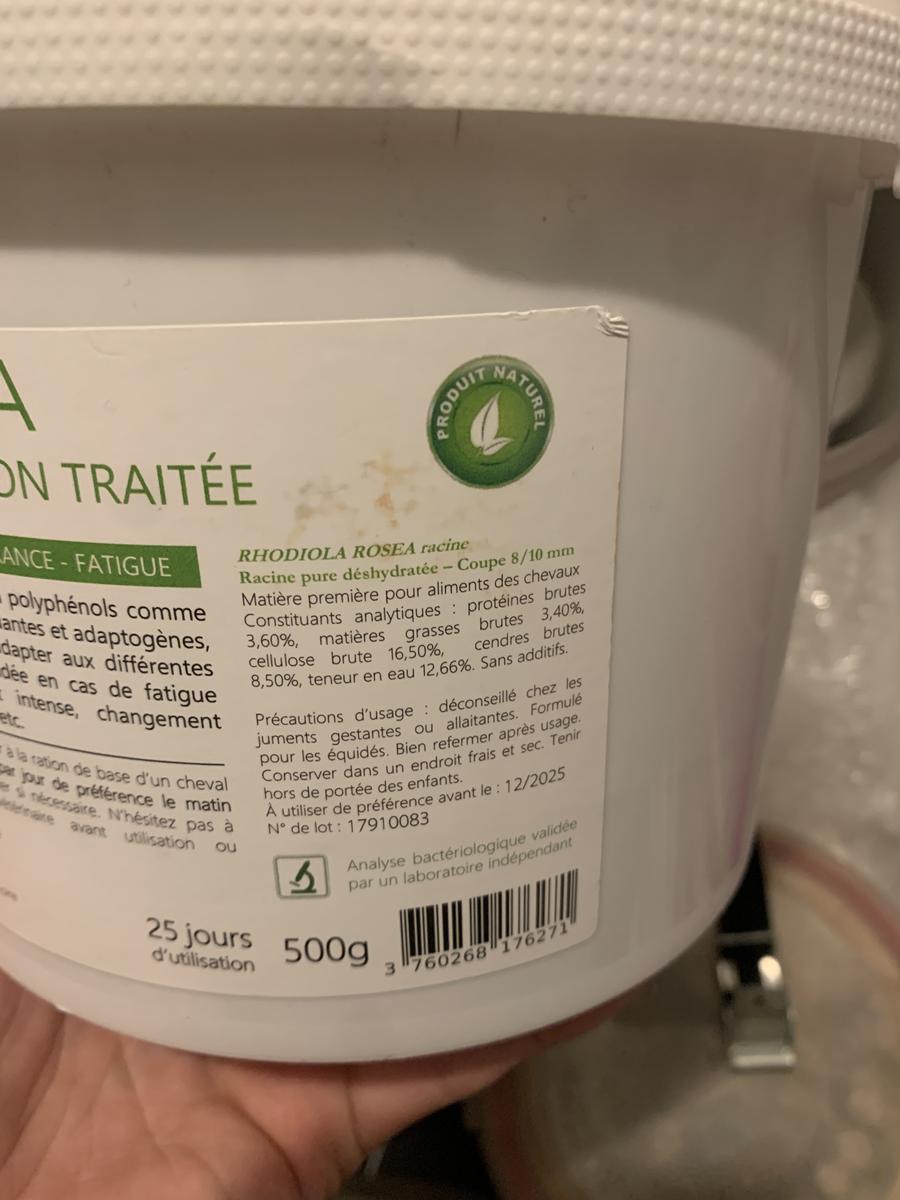 A
PRODUIT NATUREL
ON TRAITÉE
ANCE - FATIGUE
polyphénols comme
antes et adaptogènes,
dapter aux différentes
dée en cas de fatigue
intense, changement
etc.
à la ration de base d'un cheval
par jour de préférence le matin
er si nécessaire. N'hésitez pas à
avant utilisation ou
25 jours
d'utilisation
500g
RHODIOLA ROSEA racine
Racine pure déshydratée – Coupe 8/10 mm
Matière première pour aliments des chevaux
Constituants analytiques : protéines brutes
3,60%, matières grasses brutes 3,40%,
cellulose brute 16,50%, cendres brutes
8,50%, teneur en eau 12,66%. Sans additifs.
Précautions d'usage : déconseillé chez les
juments gestantes ou allaitantes. Formulé
pour les équidés. Bien refermer après usage.
Conserver dans un endroit frais et sec. Tenir
hors de portée des enfants.
À utiliser de préférence avant le : 12/2025
N° de lot : 17910083
Analyse bactériologique validée
par un laboratoire indépendant
3 760268 176271